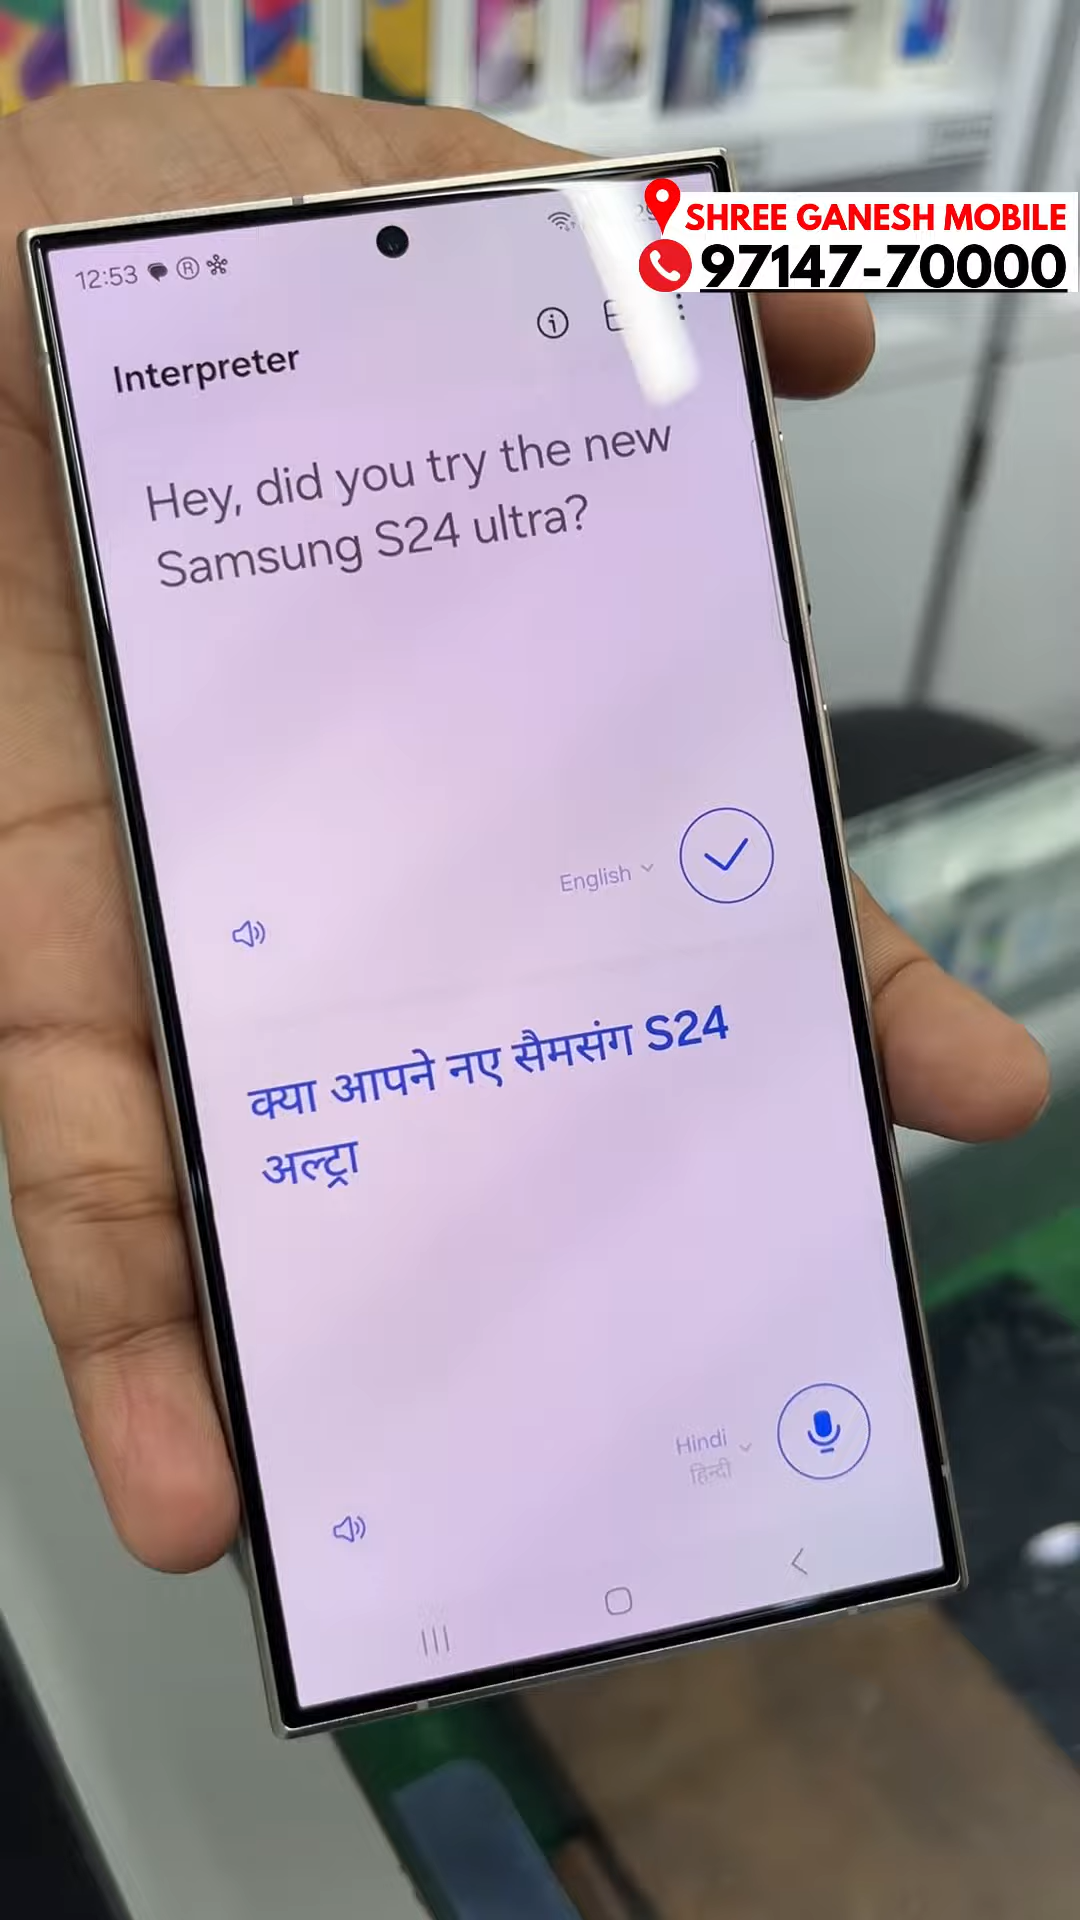 SHREE GANESH MOBILE
97147-70000
12:53
Interpreter
Hey, did you try the new
Samsung S24 ultra?
English
क्या आपने नए सैमसंग S24
अल्ट्रा
Hindi
हिन्दी